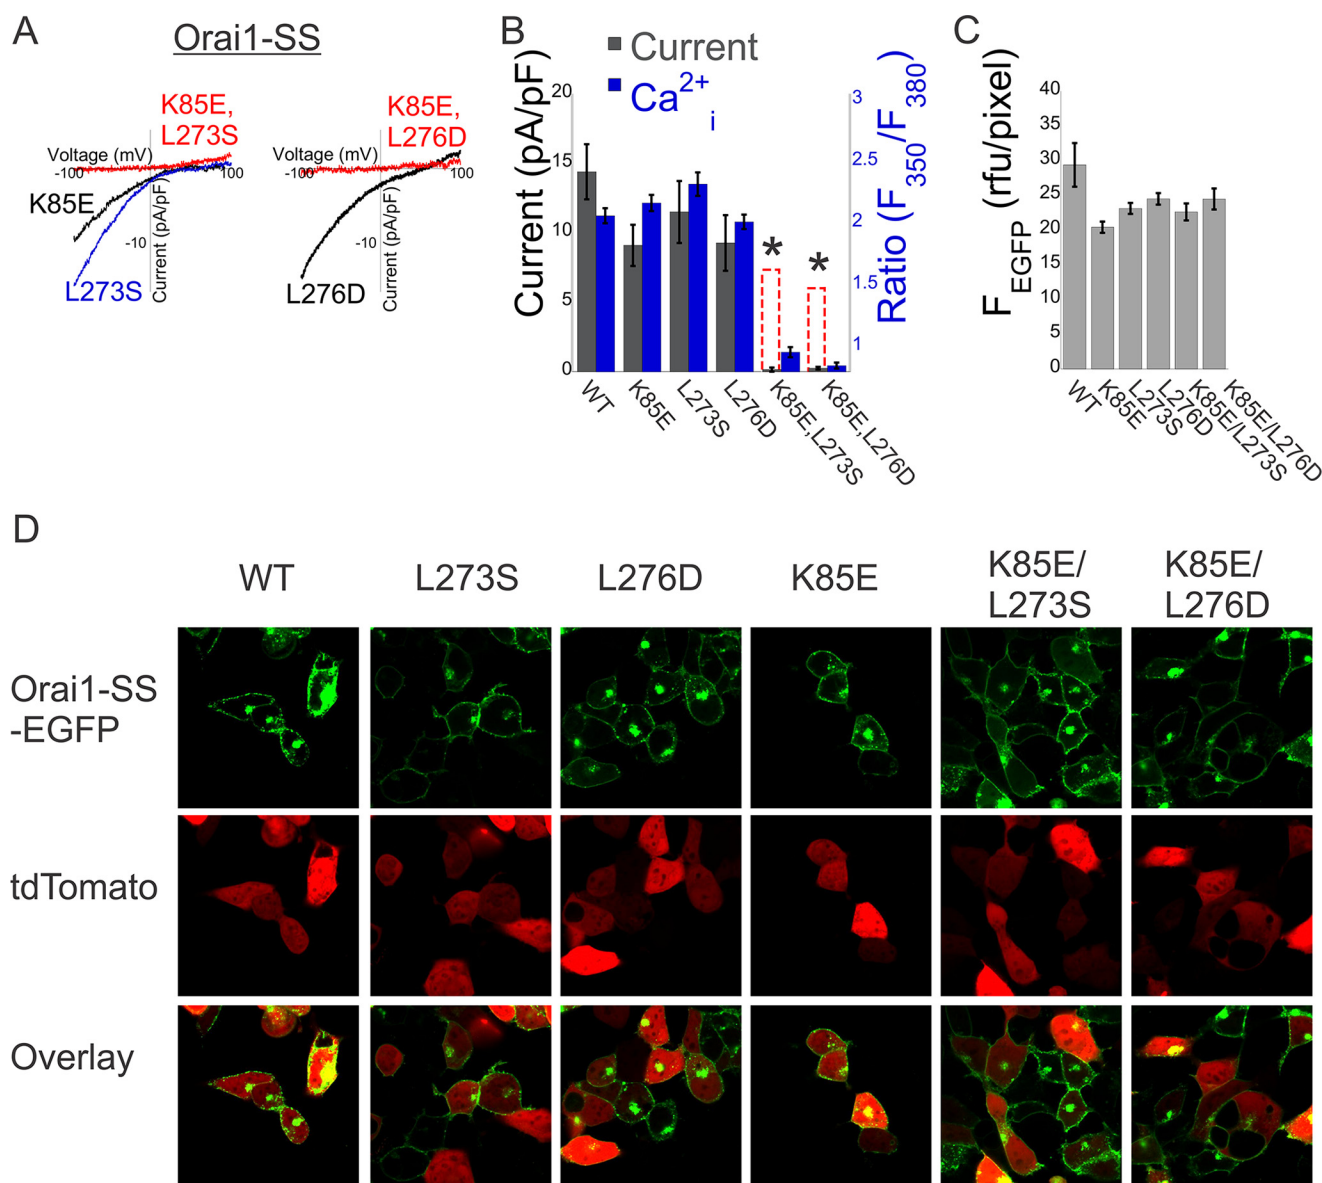 A
Orai1-SS
K85E,
L273S
Voltage (mV)
-100
100
K85E
-10
Current (pA/pF)
L273S
K85E,
L276D
Voltage (mV)
-100
100
-10
Current (pA/pF)
L276D
B
Current
Ca2+
i
Current (pA/pF)
20
15
10
5
0
3
2.5
2
1.5
1
Ratio (F350/F380)
*
*
WT
K85E
L273S
L276D
K85E,L273S
K85E,L276D
C
F EGFP (rfu/pixel)
40
35
30
25
20
15
10
5
0
WT
K85E
L273S
L276D
K85E/L273S
K85E/L276D
D
WT
L273S
L276D
K85E
K85E/
L273S
K85E/
L276D
Orai1-SS
-EGFP
tdTomato
Overlay